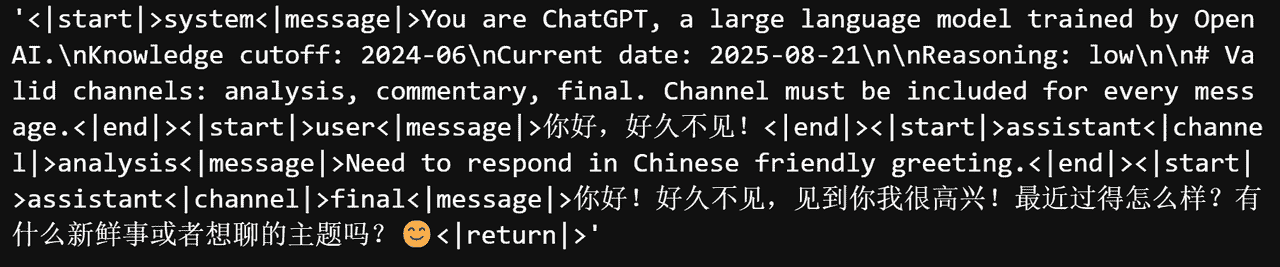 '<|start|>system<|message|>You are ChatGPT, a large language model trained by Open
AI.\nKnowledge cutoff: 2024-06\nCurrent date: 2025-08-21\n\nReasoning: low\n\n# Va
lid channels: analysis, commentary, final. Channel must be included for every mess
age.<|end|><|start|>user<|message|>你好，好久不见！<|end|><|start|>assistant<|channe
l|>analysis<|message|>Need to respond in Chinese friendly greeting.<|end|><|start|
>assistant<|channel|>final<|message|>你好！好久不见，见到你我很高兴！最近过得怎么样？有
什么新鲜事或者想聊的主题吗？😊<|return|>'